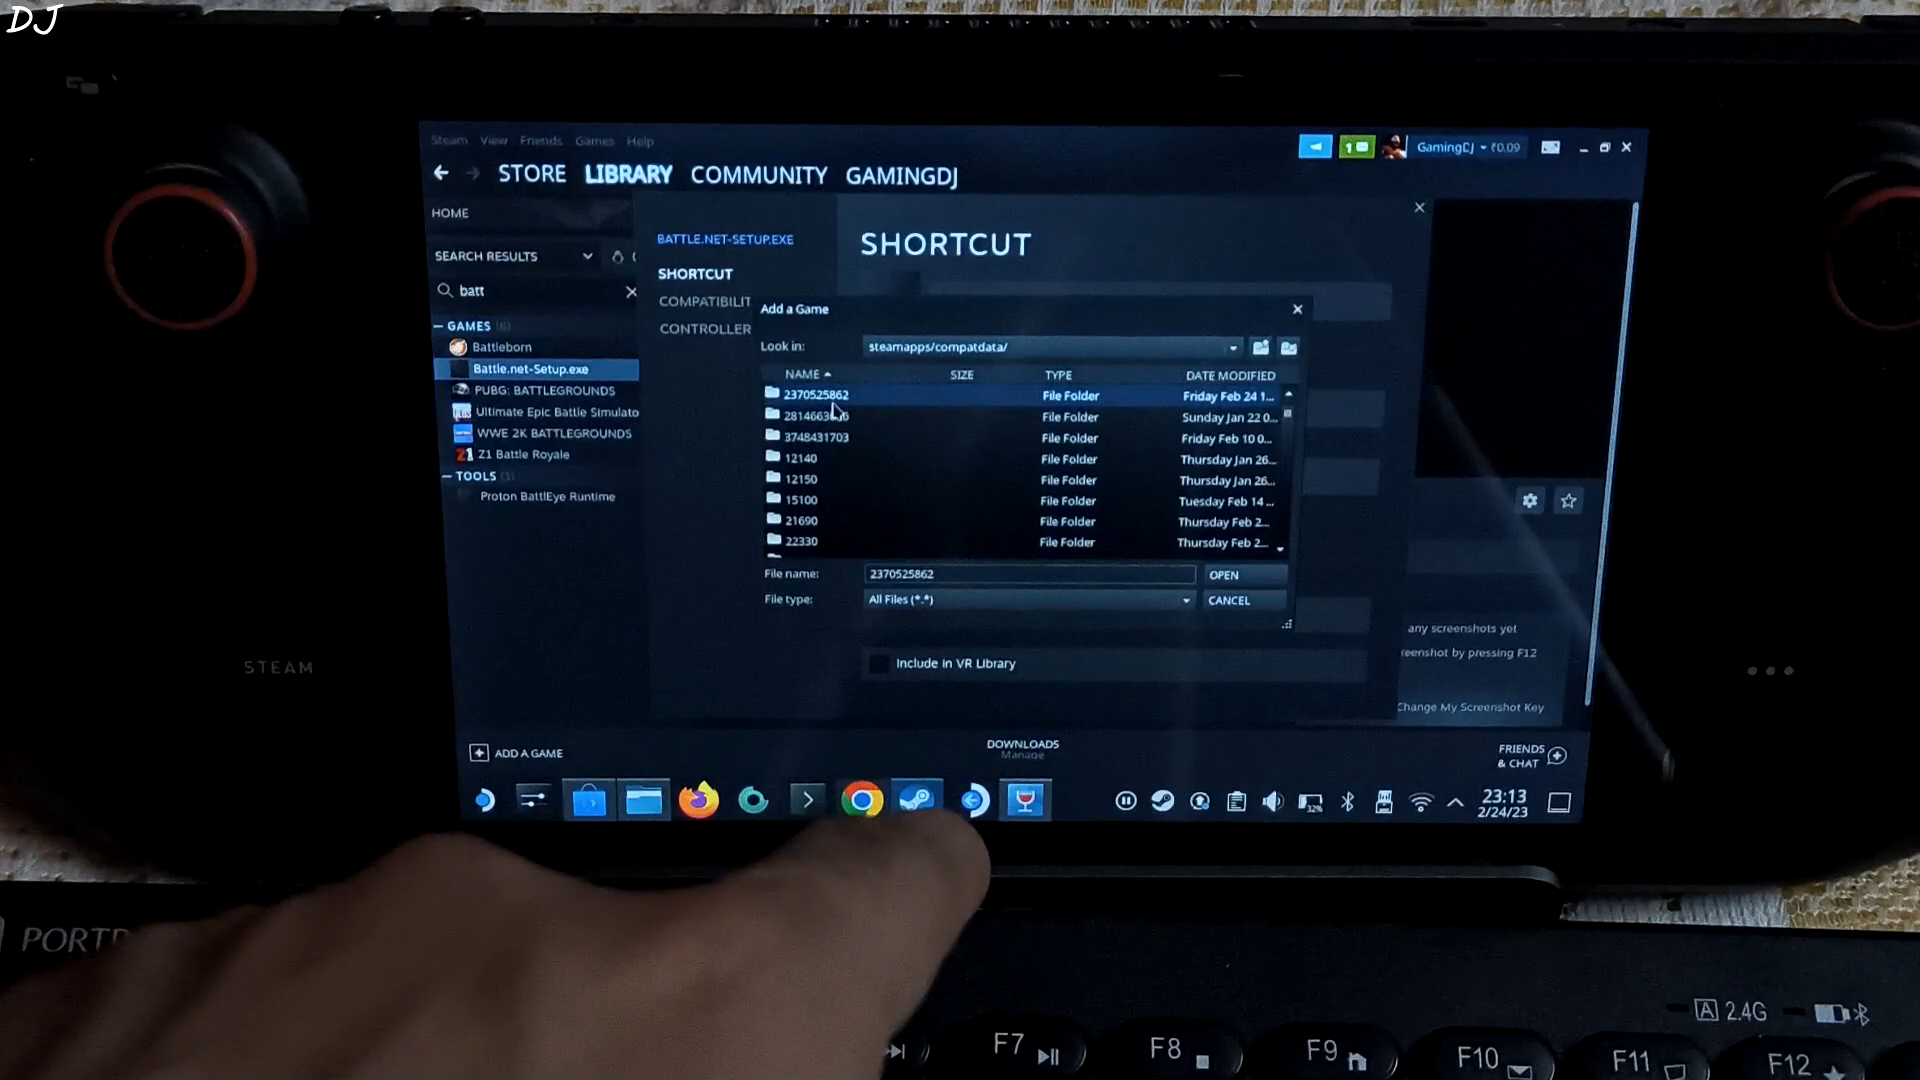 DJ
Steam View Friends Games Help
1
GamingDJ ₹0.09
STORE LIBRARY COMMUNITY GAMINGDJ
HOME
SEARCH RESULTS
batt
GAMES (6)
Battleborn
Battle.net-Setup.exe
PUBG: BATTLEGROUNDS
Ultimate Epic Battle Simulato
WWE 2K BATTLEGROUNDS
Z1 Battle Royale
TOOLS (1)
Proton BattlEye Runtime
BATTLE.NET-SETUP.EXE
SHORTCUT
COMPATIBILIT
CONTROLLER
SHORTCUT
Add a Game
Look in: steamapps/compatdata/
NAME SIZE TYPE DATE MODIFIED
2370525862 File Folder Friday Feb 24 1...
File Folder Sunday Jan 22 0...
3748431703 File Folder Friday Feb 10 0...
12140 File Folder Thursday Jan 26...
12150 File Folder Thursday Jan 26...
15100 File Folder Tuesday Feb 14 ...
21690 File Folder Thursday Feb 2...
22330 File Folder Thursday Feb 2...
File name: 2370525862 OPEN
File type: All Files (*.*) CANCEL
Include in VR Library
any screenshots yet
reenshot by pressing F12
Change My Screenshot Key
ADD A GAME
DOWNLOADS
Manage
FRIENDS
& CHAT
32%
23:13
2/24/23
STEAM
PORTR
A 2.4G
F7 F8 F9 F10 F11 F12